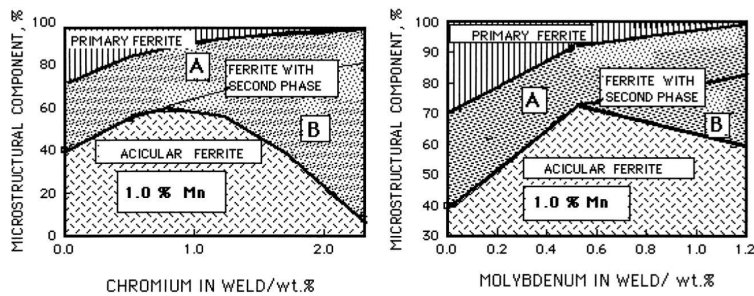 MICROSTRUCTURAL COMPONENT, %
100
80
60
40
20
0
PRIMARY FERRITE
A
FERRITE WITH
SECOND PHASE
B
ACICULAR FERRITE
1.0 % Mn
0.0
1.0
2.0
CHROMIUM IN WELD/wt.%
MICROSTRUCTURAL COMPONENT, %
100
90
80
70
60
50
40
30
PRIMARY FERRITE
A
FERRITE WITH
SECOND PHASE
B
ACICULAR FERRITE
1.0 % Mn
0.0
0.2
0.4
0.6
0.8
1.0
1.2
MOLYBDENUM IN WELD/ wt.%